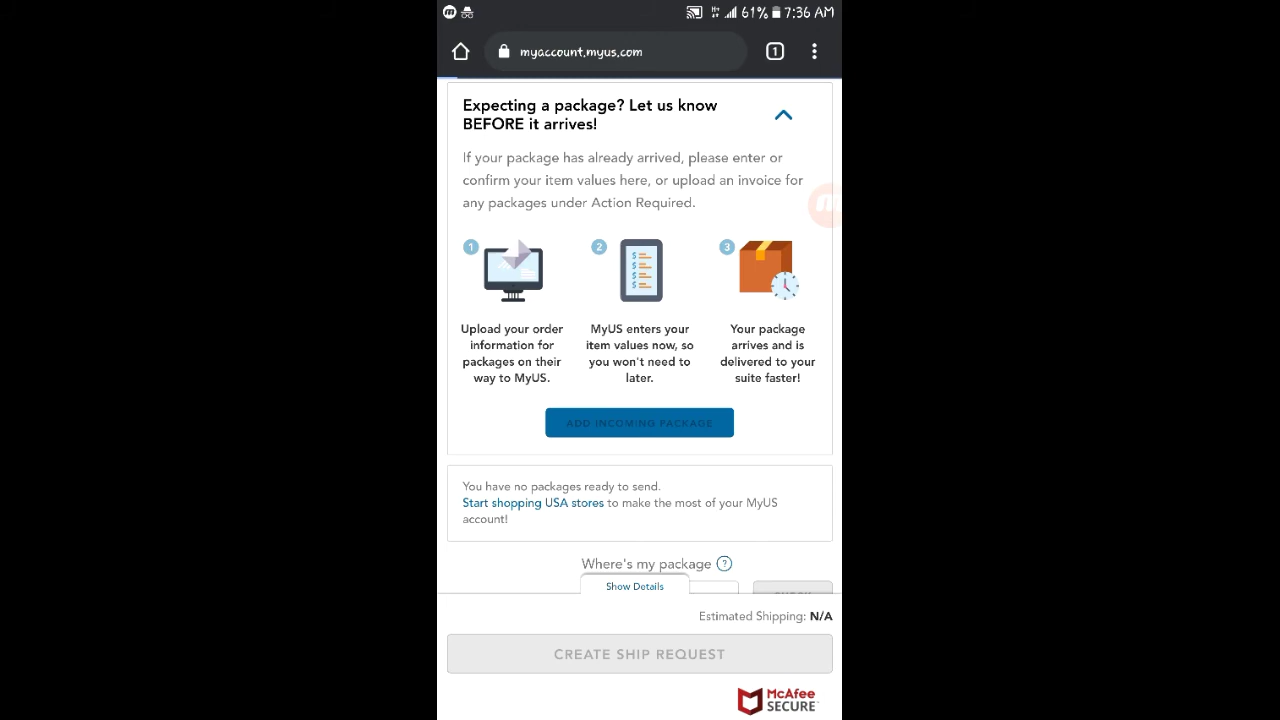 61% 7:36 AM
myaccount.myus.com
1
Expecting a package? Let us know
BEFORE it arrives!
If your package has already arrived, please enter or
confirm your item values here, or upload an invoice for
any packages under Action Required.
1 2 3
Upload your order
information for
packages on their
way to MyUS.
MyUS enters your
item values now, so
you won't need to
later.
Your package
arrives and is
delivered to your
suite faster!
ADD INCOMING PACKAGE
You have no packages ready to send.
Start shopping USA stores to make the most of your MyUS
account!
Where's my package ?
Show Details
Estimated Shipping: N/A
CREATE SHIP REQUEST
McAfee
SECURE